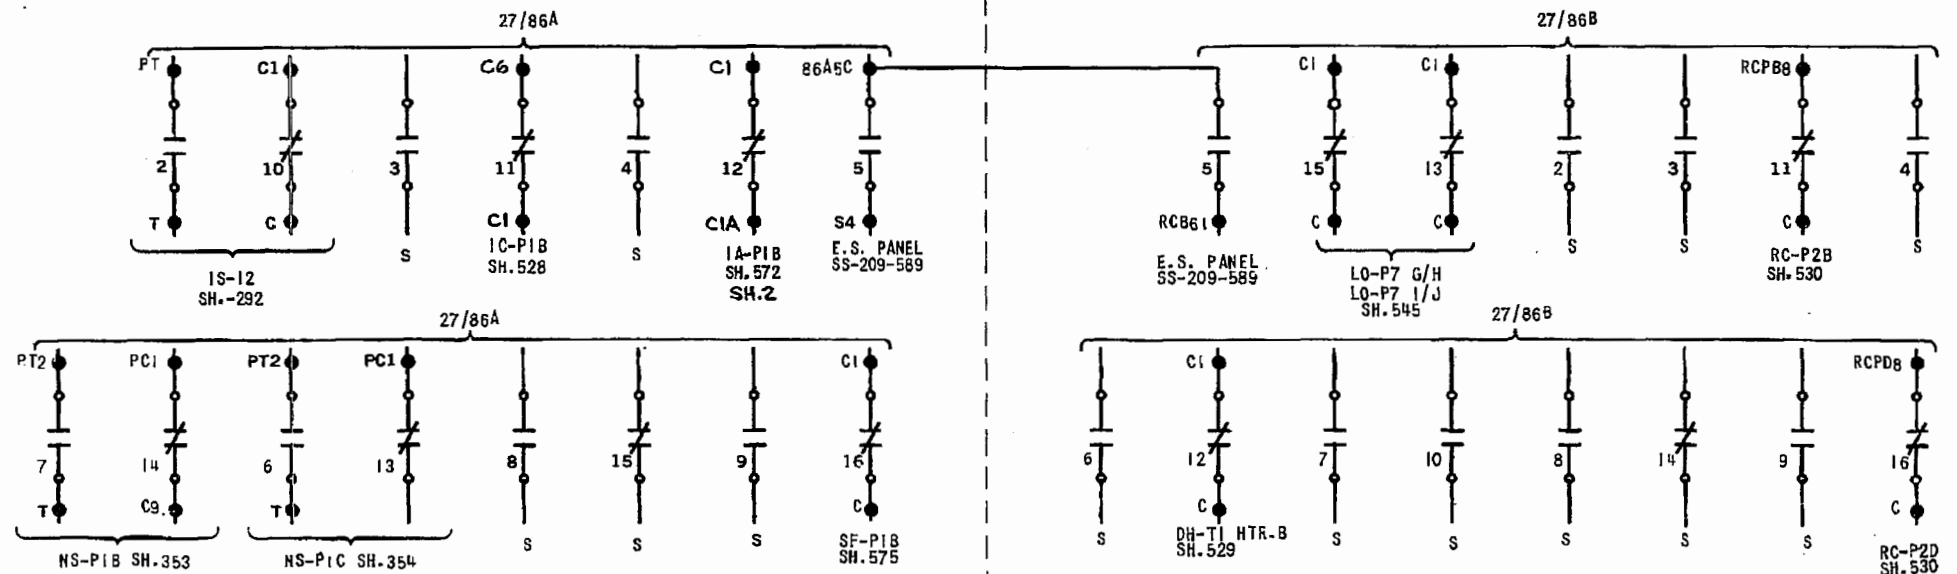 27/86A
27/86B
PT C1 C6 C1 86A5C
C1 C1 RCPB8
2 10 3 11 4 12 5
5 15 13 2 3 11 4
T C C1 C1A S4
RCB61 C C C
S S
S S S
IS-12
SH.-292
IC-P1B
SH.528
IA-P1B
SH.572
SH.2
E.S. PANEL
SS-209-589
E.S. PANEL
SS-209-589
LO-P7 G/H
LO-P7 I/J
SH.545
RC-P2B
SH.530
27/86A
27/86B
PT2 PC1 PT2 PC1 C1
C1 RCPD8
7 14 6 13 8 15 9 16
6 12 7 10 8 14 9 16
T C9. T C
C C
S S S
S S S S S S
NS-P1B SH.353
NS-P1C SH.354
SF-P1B
SH.575
DH-T1 HTR.B
SH.529
RC-P2D
SH.530